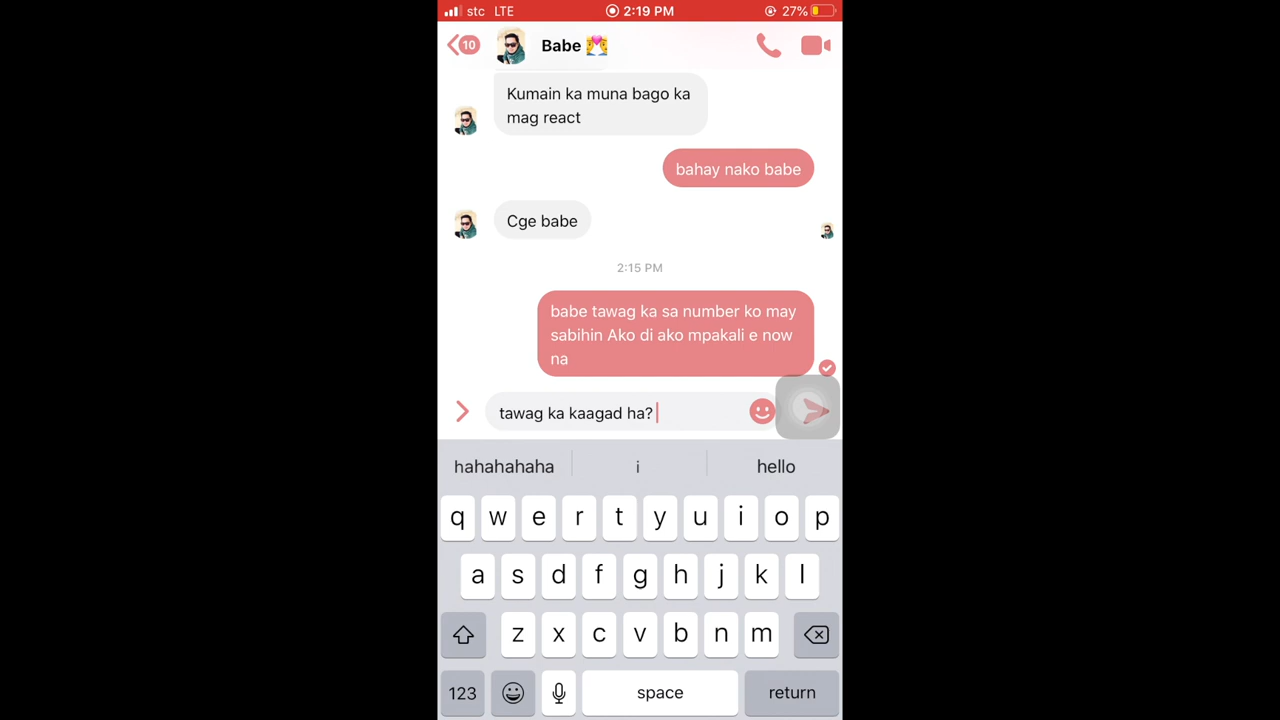 stc LTE 2:19 PM 27%
10 Babe
Kumain ka muna bago ka
mag react
bahay nako babe
Cge babe
2:15 PM
babe tawag ka sa number ko may
sabihin Ako di ako mpakali e now
na
tawag ka kaagad ha?
hahahahaha i hello
q w e r t y u i o p
a s d f g h j k l
z x c v b n m
123 space return